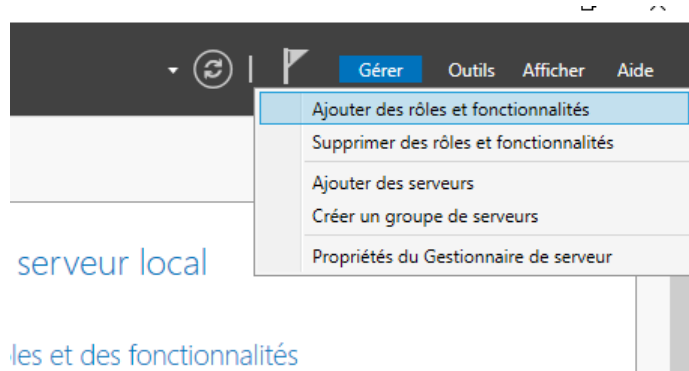 Gérer Outils Afficher Aide
Ajouter des rôles et fonctionnalités
Supprimer des rôles et fonctionnalités
Ajouter des serveurs
Créer un groupe de serveurs
Propriétés du Gestionnaire de serveur
serveur local
les et des fonctionnalités